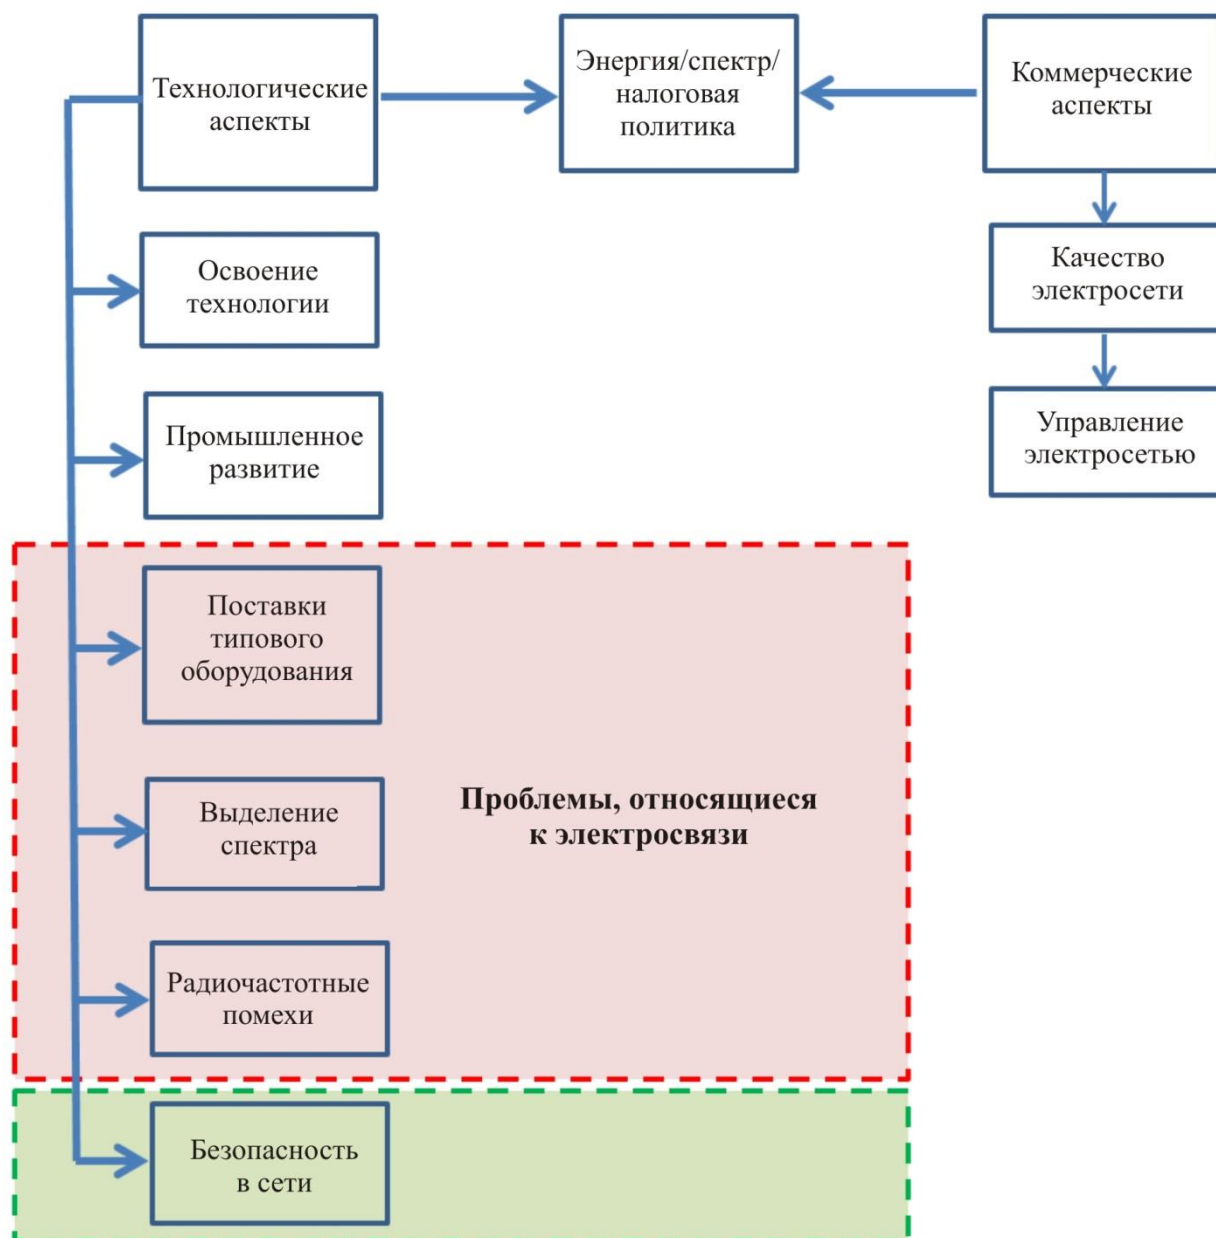 Технологические
аспекты
Энергия/спектр/
налоговая
политика
Коммерческие
аспекты
Освоение
технологии
Качество
электросети
Промышленное
развитие
Управление
электросетью
Поставки
типового
оборудования
Выделение
спектра
Проблемы, относящиеся
к электросвязи
Радиочастотные
помехи
Безопасность
в сети